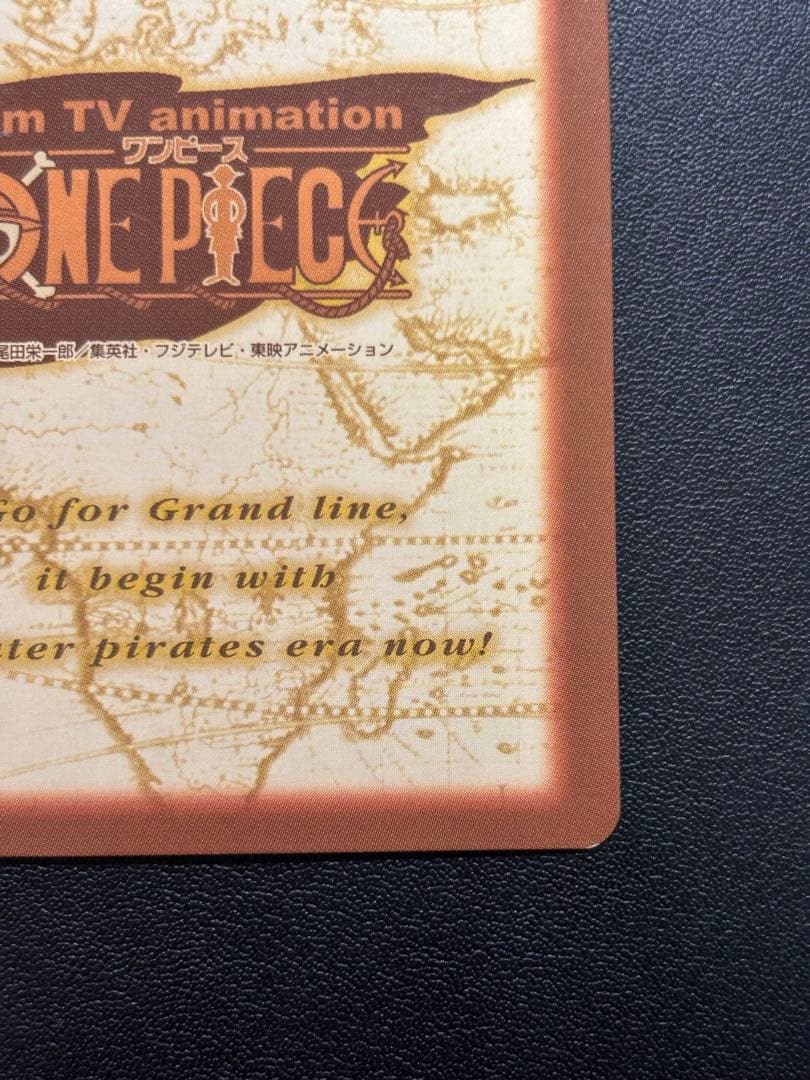 m TV animation
ワンピース
ONE PIECE
尾田栄一郎／集英社・フジテレビ・東映アニメーション
Go for Grand line,
it begin with
ater pirates era now!